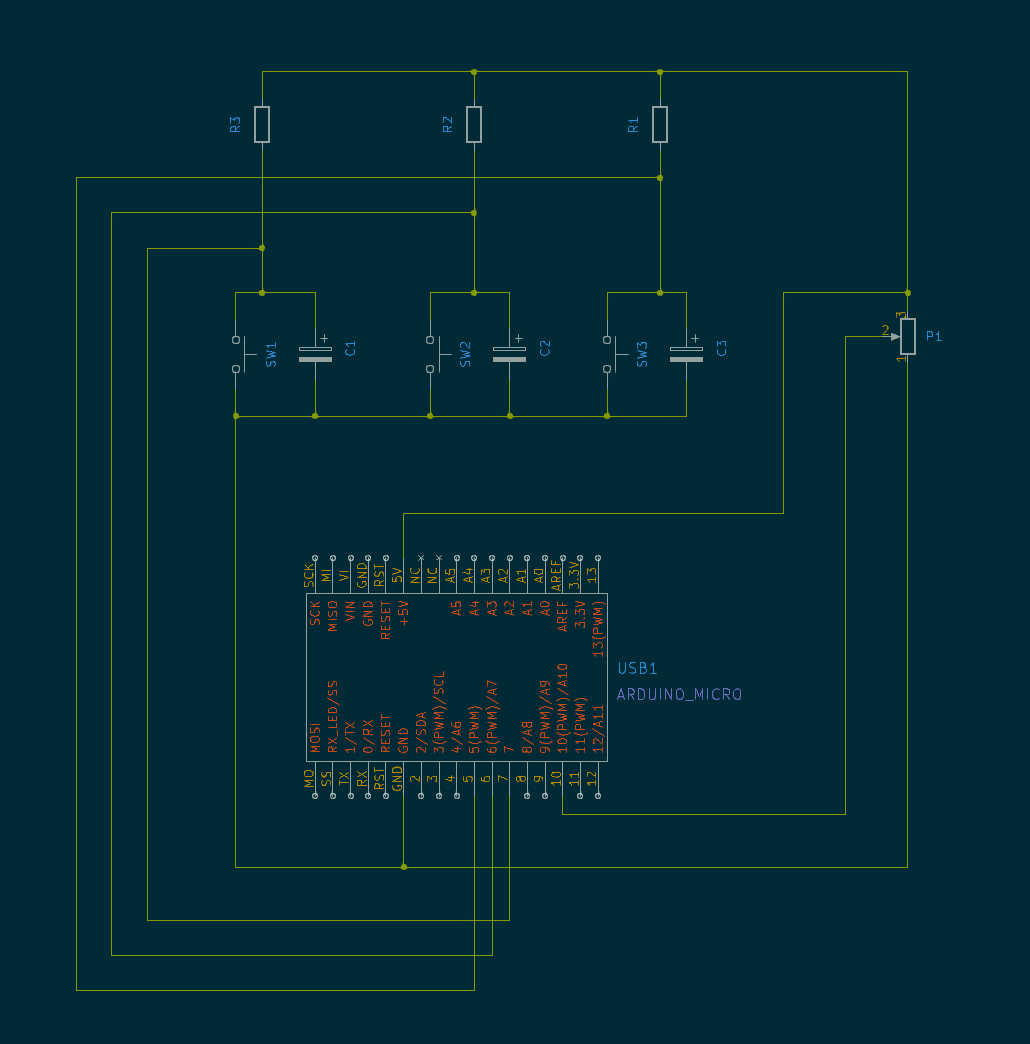 R3
R2
R1
SW1
C1
SW2
C2
SW3
C3
3
2
1
P1
SCK
MI
VI
GND
RST
5V
NC
NC
A5
A4
A3
A2
A1
A0
AREF
3.3V
13
SCK
MISO
VIN
GND
RESET
+5V
A5
A4
A3
A2
A1
A0
AREF
3.3V
13(PWM)
USB1
ARDUINO_MICRO
MOSI
RX_LED/SS
1/TX
0/RX
RESET
GND
2/SDA
3(PWM)/SCL
4/A6
5(PWM)
6(PWM)/A7
7
8/A8
9(PWM)/A9
10(PWM)/A10
11(PWM)
12/A11
MO
SS
TX
RX
RST
GND
2
3
4
5
6
7
8
9
10
11
12